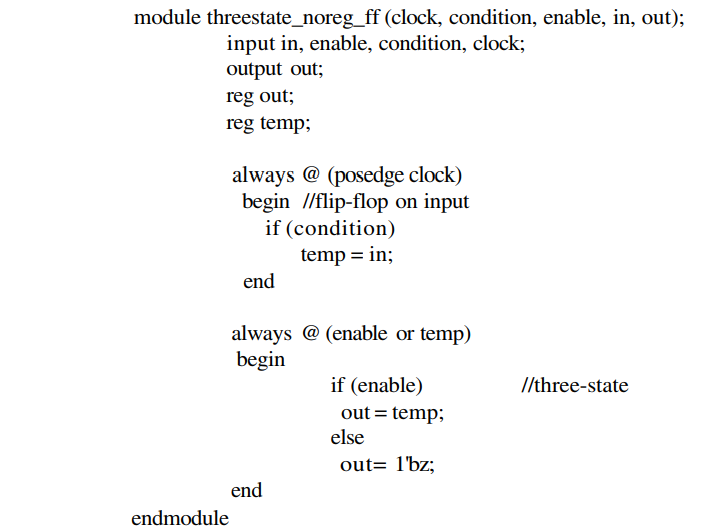 module threestate_noreg_ff (clock, condition, enable, in, out);
input in, enable, condition, clock;
output out;
reg out;
reg temp;
always @ (posedge clock)
begin //flip-flop on input
if (condition)
temp = in;
end
always @ (enable or temp)
begin
if (enable) //three-state
out = temp;
else
out= 1'bz;
end
endmodule